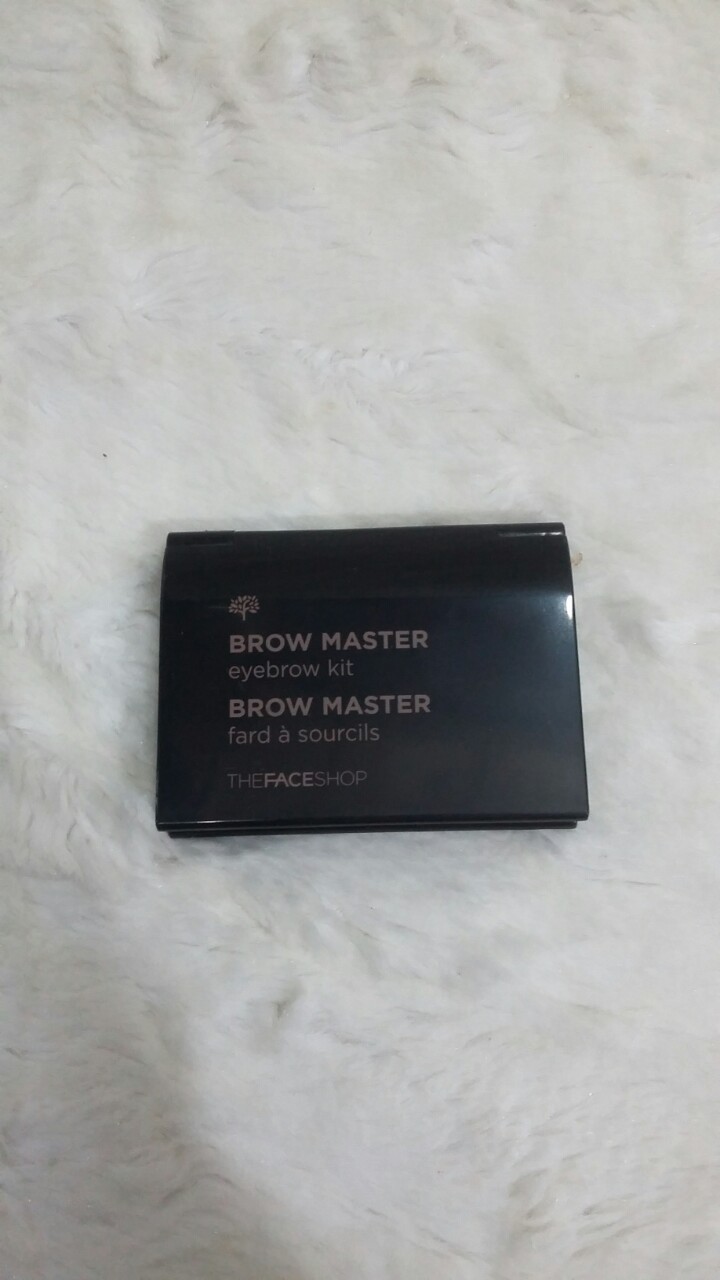 BROW MASTER
eyebrow kit
BROW MASTER
fard à sourcils
THEFACESHOP